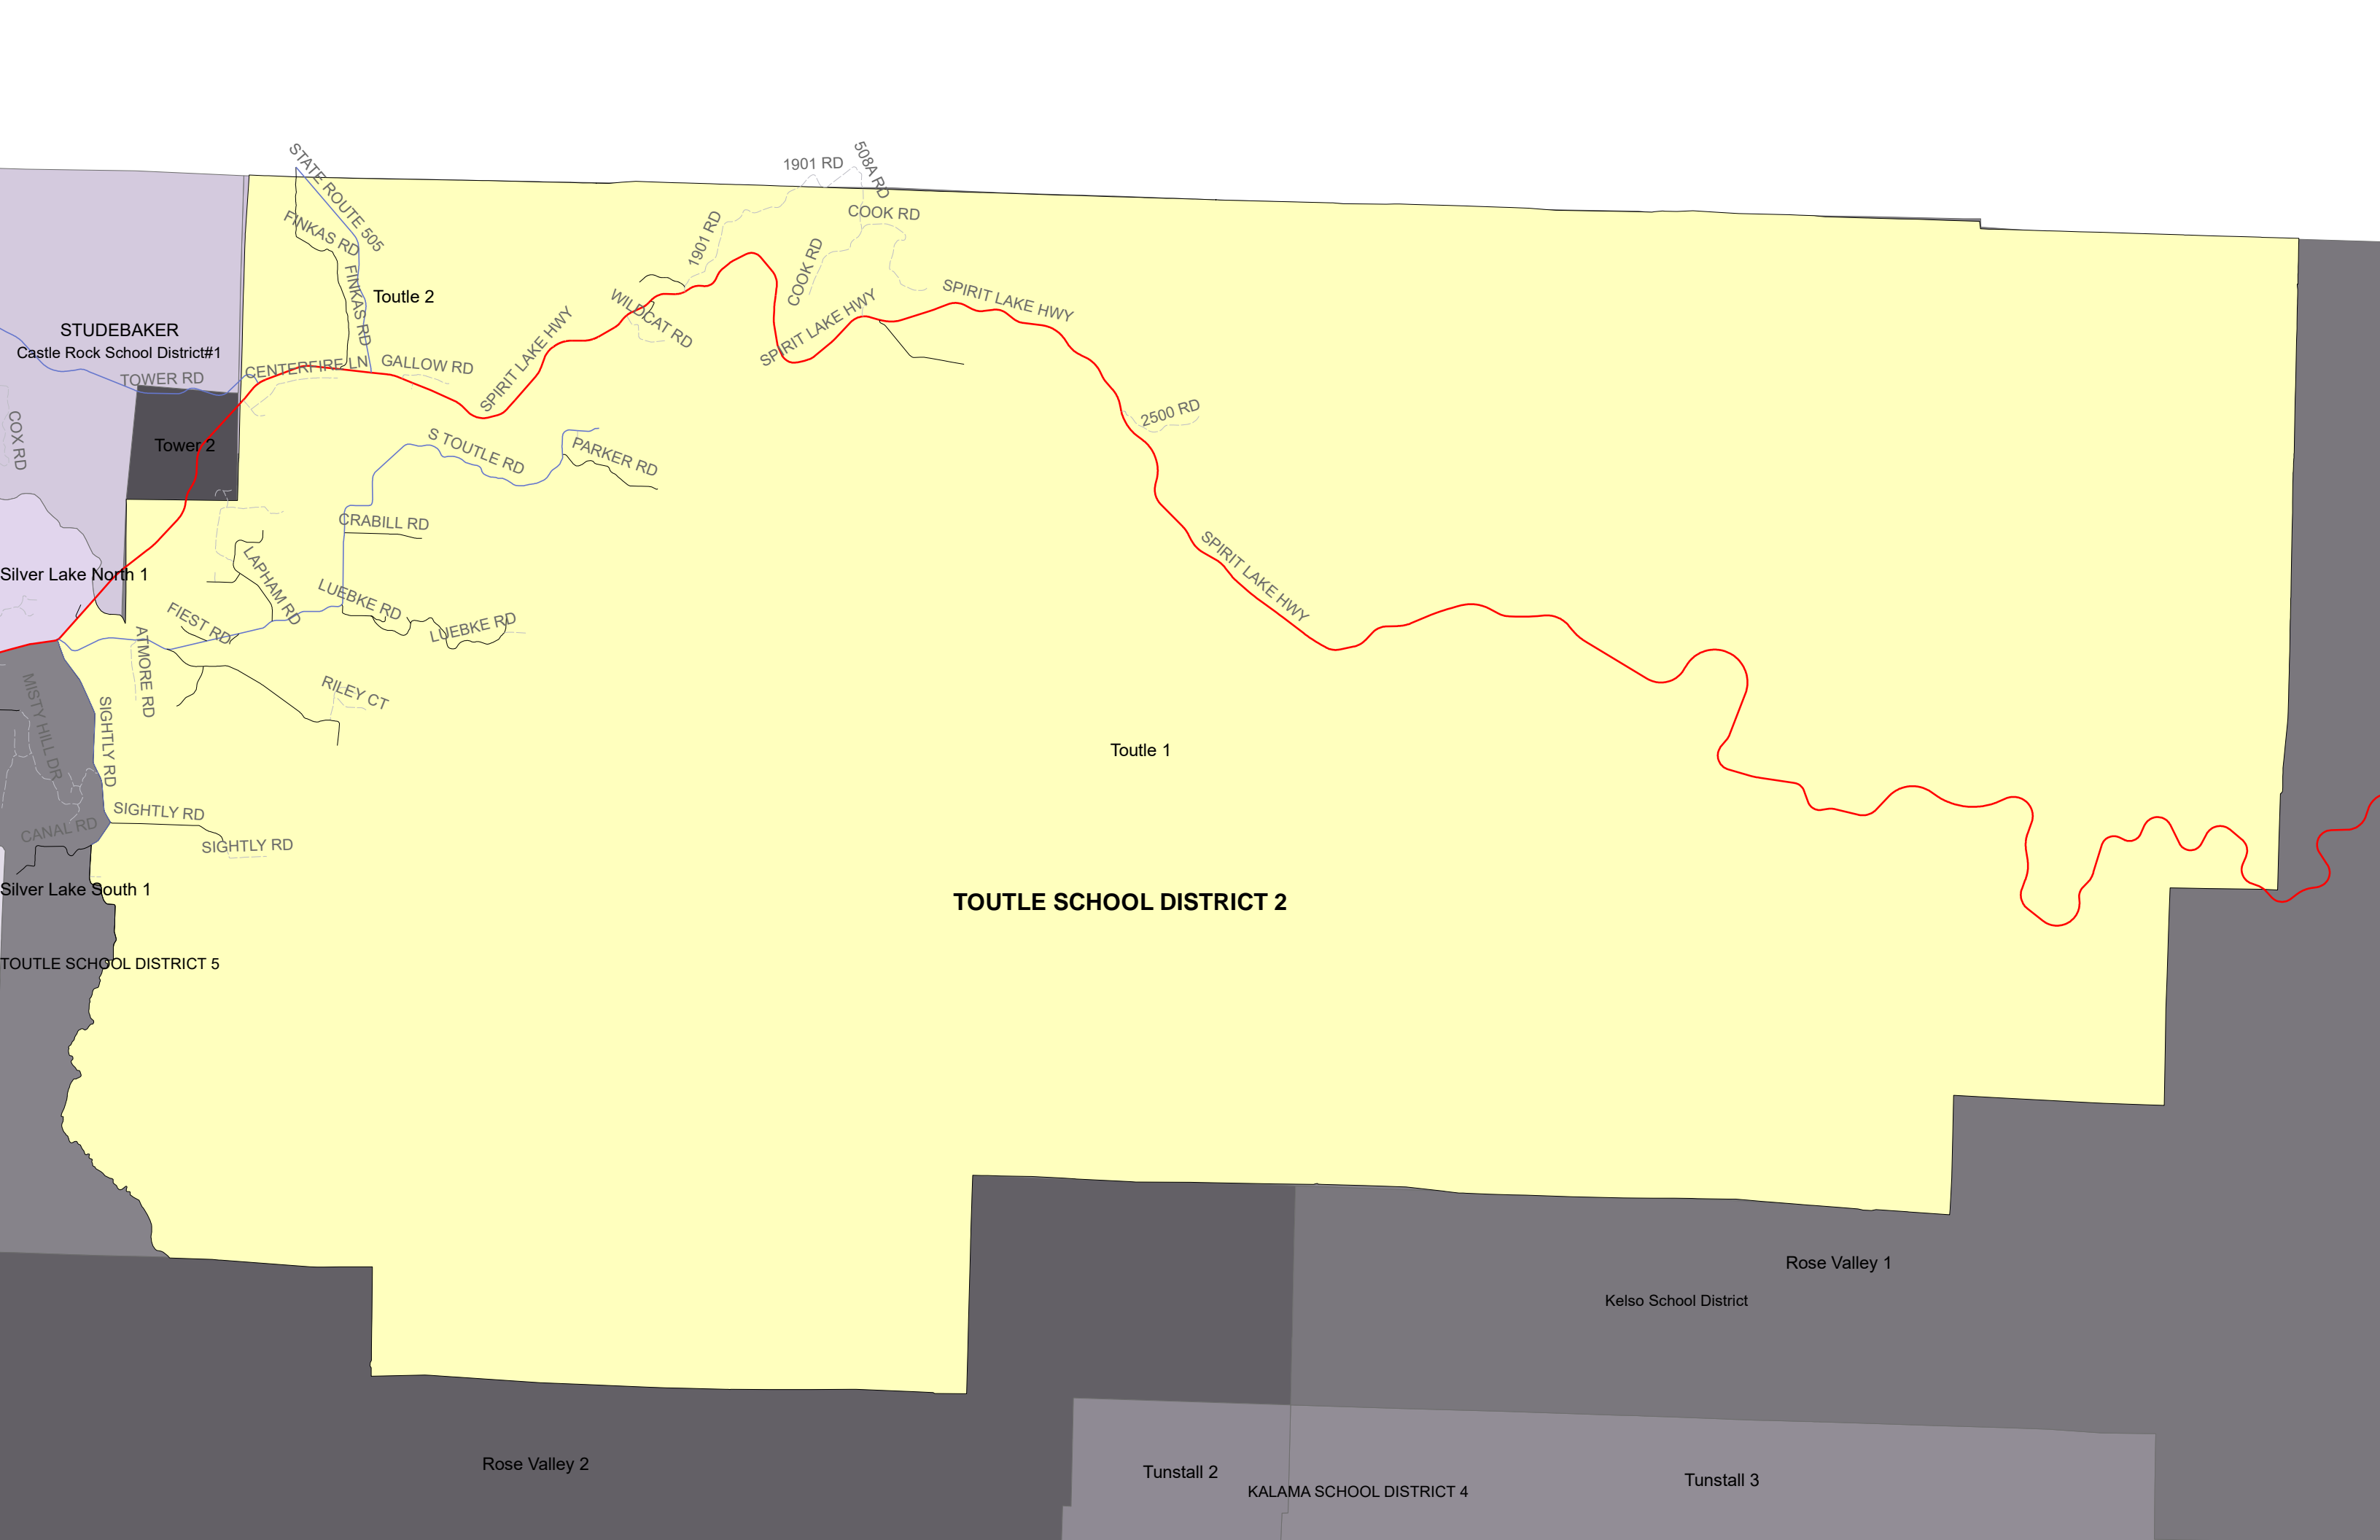 1901 RD
508A RD
STATE ROUTE 505
FINKAS RD
COOK RD
1901 RD
COOK RD
FINKAS RD
Toutle 2
SPIRIT LAKE HWY
WILDCAT RD
SPIRIT LAKE HWY
SPIRIT LAKE HWY
STUDEBAKER
Castle Rock School District#1
TOWER RD
CENTERFIRE LN
GALLOW RD
COX RD
Tower 2
S TOUTLE RD
PARKER RD
2500 RD
CRABILL RD
SPIRIT LAKE HWY
Silver Lake North 1
LAPHAM RD
LUEBKE RD
FIEST RD
LUEBKE RD
ATMORE RD
MISTY HILL DR
RILEY CT
SIGHTLY RD
Toutle 1
SIGHTLY RD
CANAL RD
SIGHTLY RD
Silver Lake South 1
TOUTLE SCHOOL DISTRICT 2
TOUTLE SCHOOL DISTRICT 5
Rose Valley 1
Kelso School District
Rose Valley 2
Tunstall 2
Tunstall 3
KALAMA SCHOOL DISTRICT 4